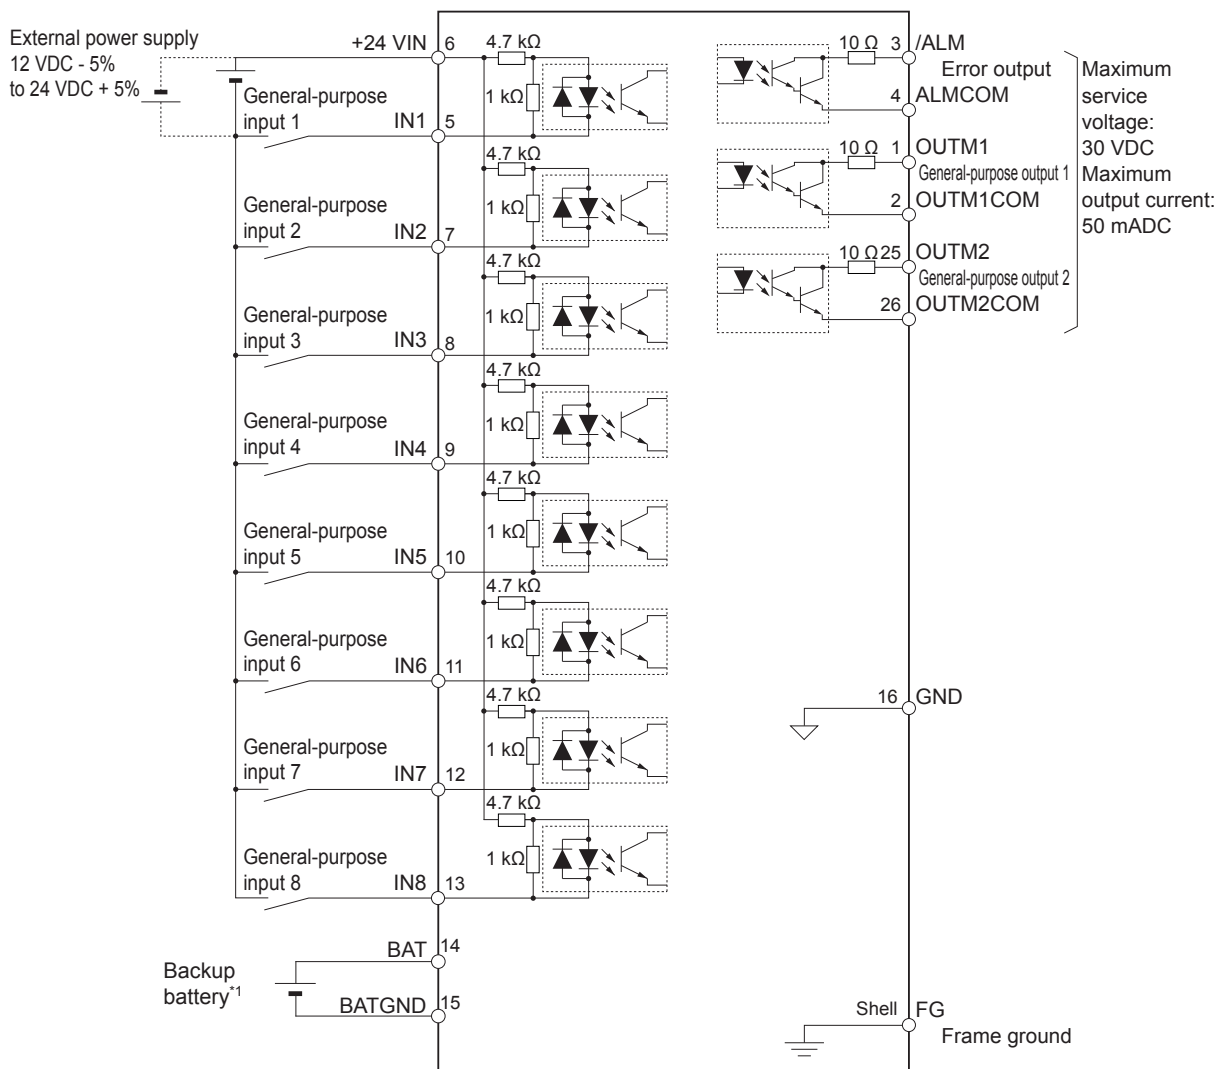 External power supply
12 VDC - 5%
to 24 VDC + 5%
+24 VIN 6
4.7 kΩ
1 kΩ
General-purpose
input 1 IN1 5
4.7 kΩ
1 kΩ
General-purpose
input 2 IN2 7
4.7 kΩ
1 kΩ
General-purpose
input 3 IN3 8
4.7 kΩ
1 kΩ
General-purpose
input 4 IN4 9
4.7 kΩ
1 kΩ
General-purpose
input 5 IN5 10
4.7 kΩ
1 kΩ
General-purpose
input 6 IN6 11
4.7 kΩ
1 kΩ
General-purpose
input 7 IN7 12
4.7 kΩ
1 kΩ
General-purpose
input 8 IN8 13
BAT 14
Backup
battery*1
BATGND 15
10 Ω 3 /ALM
Error output
4 ALMCOM
10 Ω 1 OUTM1
General-purpose output 1
2 OUTM1COM
10 Ω 25 OUTM2
General-purpose output 2
26 OUTM2COM
Maximum
service
voltage:
30 VDC
Maximum
output current:
50 mADC
16 GND
Shell FG
Frame ground